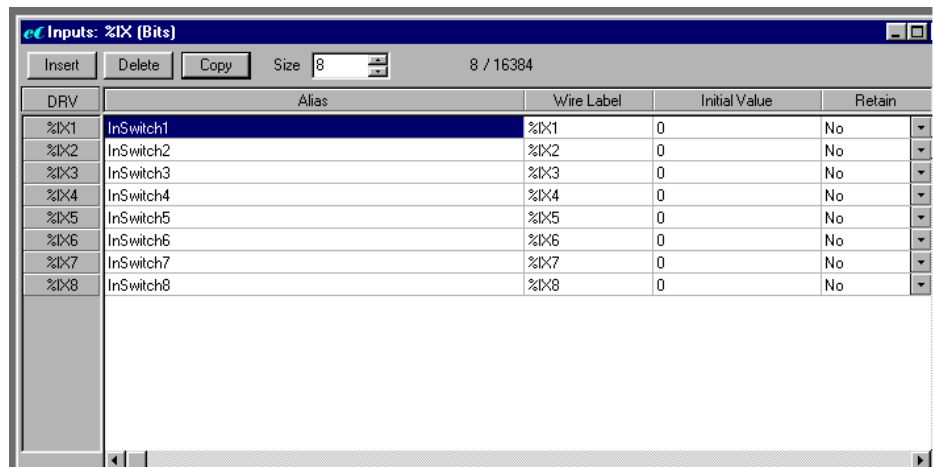 eC Inputs: %IX (Bits)
Insert Delete Copy Size 8 8 / 16384
DRV Alias Wire Label Initial Value Retain
%IX1 InSwitch1 %IX1 0 No
%IX2 InSwitch2 %IX2 0 No
%IX3 InSwitch3 %IX3 0 No
%IX4 InSwitch4 %IX4 0 No
%IX5 InSwitch5 %IX5 0 No
%IX6 InSwitch6 %IX6 0 No
%IX7 InSwitch7 %IX7 0 No
%IX8 InSwitch8 %IX8 0 No